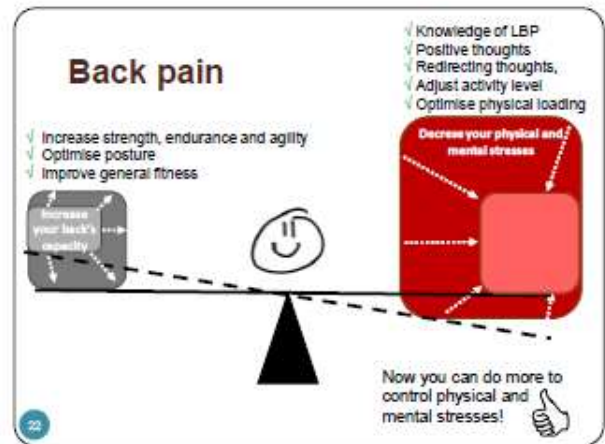 Back pain
√ Increase strength, endurance and agility
√ Optimise posture
√ Improve general fitness
Increase
your back's
capacity
√ Knowledge of LBP
√ Positive thoughts
√ Redirecting thoughts,
√ Adjust activity level
√ Optimise physical loading
Decrese your physical and
mental stresses
Now you can do more to
control physical and
mental stresses!
22